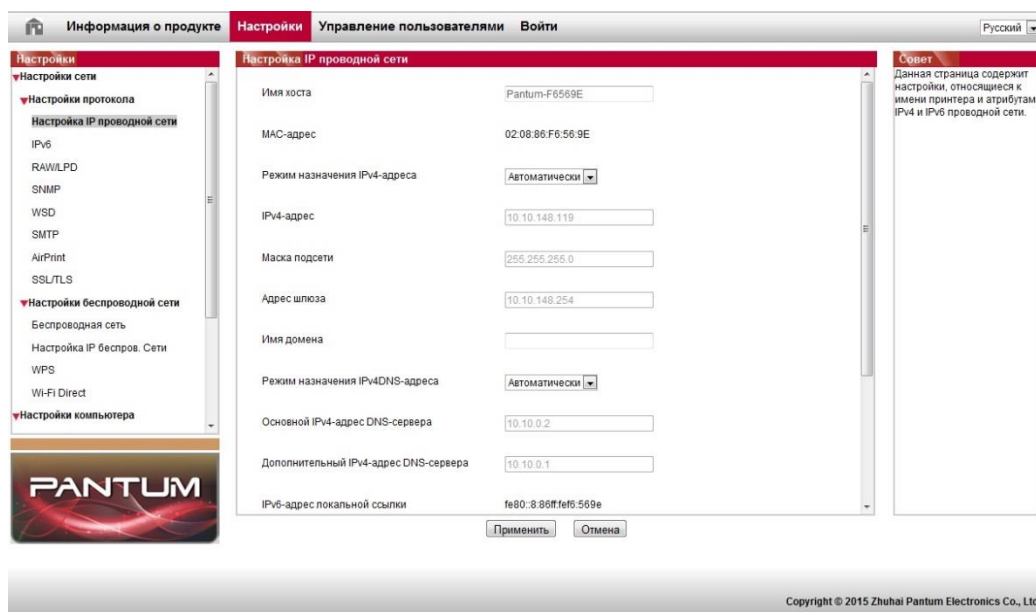 Информация о продукте Настройки Управление пользователями Войти Русский
Настройки
Настройки сети
Настройки протокола
Настройка IP проводной сети
IPv6
RAW/LPD
SNMP
WSD
SMTP
AirPrint
SSL/TLS
Настройки беспроводной сети
Беспроводная сеть
Настройка IP беспров. Сети
WPS
Wi-Fi Direct
Настройки компьютера
PANTUM
Настройка IP проводной сети
Имя хоста Pantum-F6569E
MAC-адрес 02:08:86:F6:56:9E
Режим назначения IPv4-адреса Автоматически
IPv4-адрес 10.10.148.119
Маска подсети 255.255.255.0
Адрес шлюза 10.10.148.254
Имя домена
Режим назначения IPv4DNS-адреса Автоматически
Основной IPv4-адрес DNS-сервера 10.10.0.2
Дополнительный IPv4-адрес DNS-сервера 10.10.0.1
IPv6-адрес локальной ссылки fe80::8:86ff:fef6:569e
Применить Отмена
Совет
Данная страница содержит
настройки, относящиеся к
имени принтера и атрибутам
IPv4 и IPv6 проводной сети.
Copyright © 2015 Zhuhai Pantum Electronics Co., Ltd